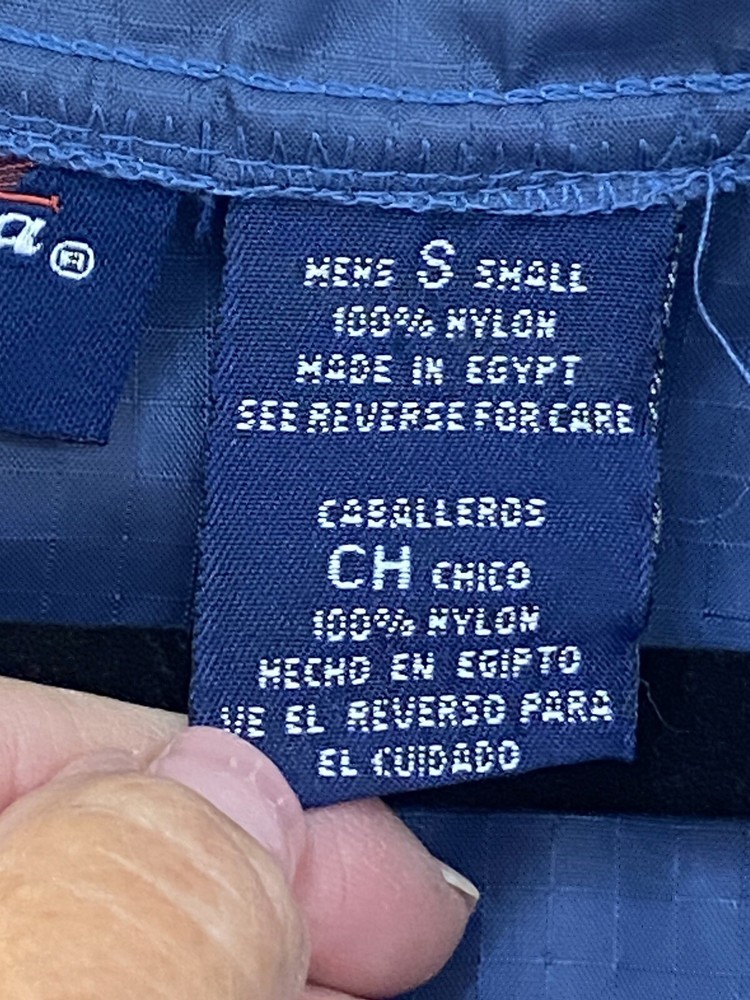 a®
MENS S SMALL
100% NYLON
MADE IN EGYPT
SEE REVERSE FOR CARE
CABALLEROS
CH CHICO
100% NYLON
HECHO EN EGIPTO
VE EL REVERSO PARA
EL CUIDADO